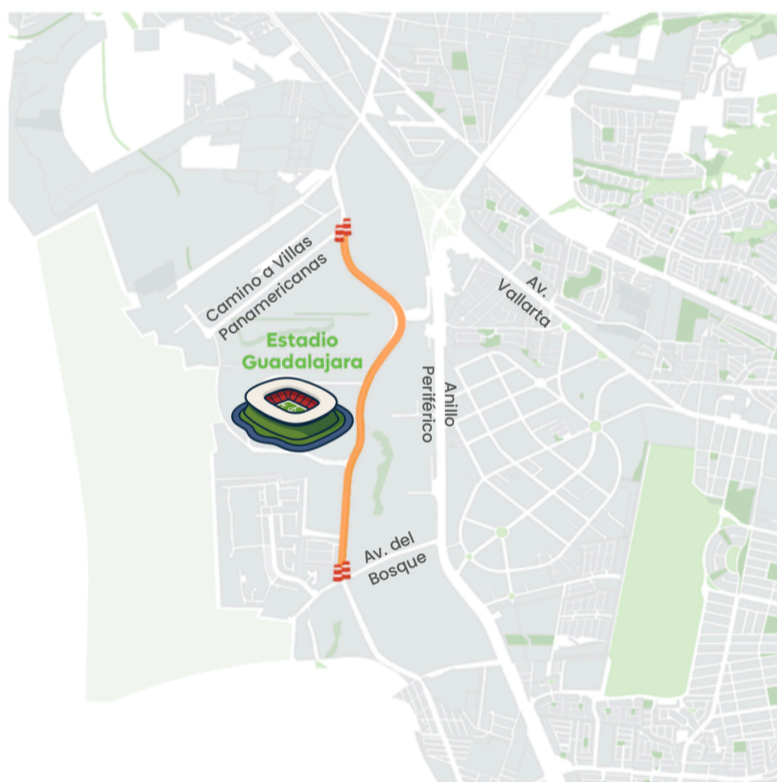 Camino a Villas
Panamericanas
Av.
Vallarta
Estadio
Guadalajara
Anillo
Periférico
Av. del
Bosque